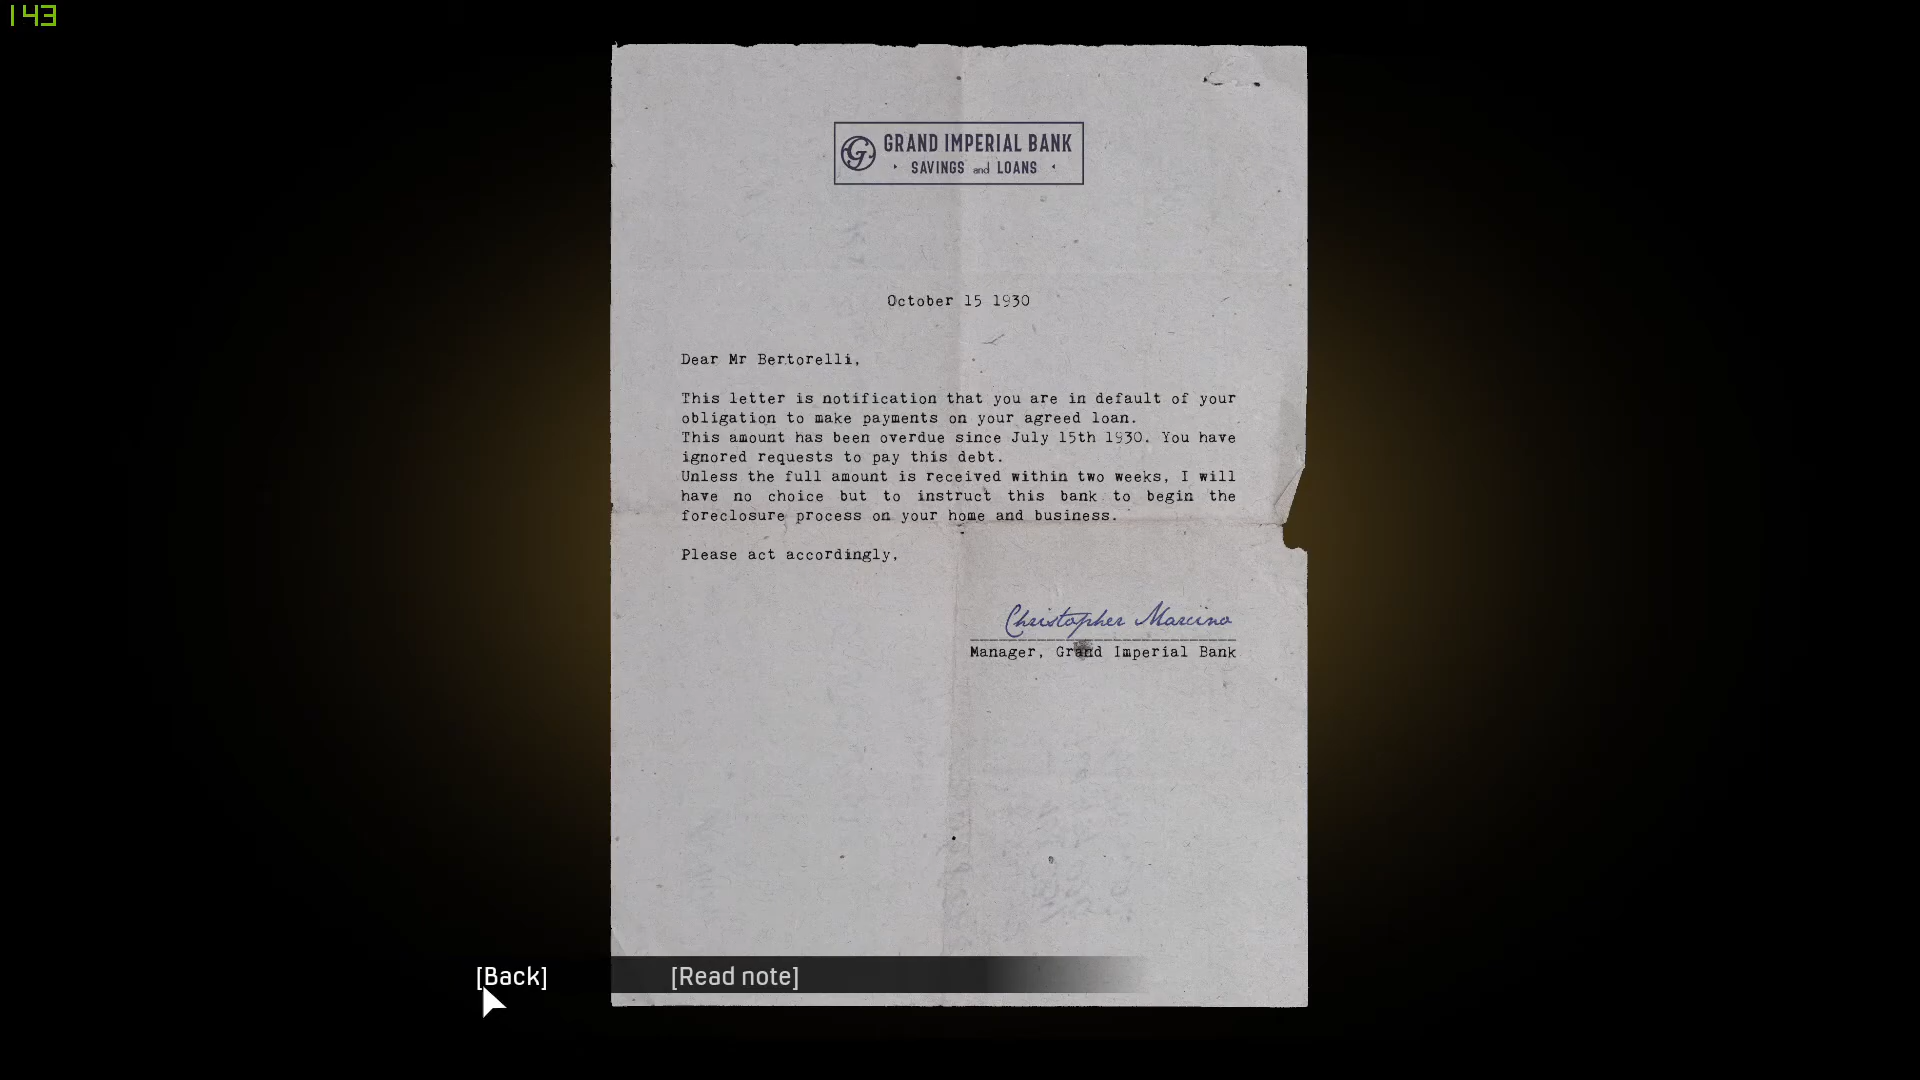 143
GRAND IMPERIAL BANK
SAVINGS and LOANS
October 15 1930
Dear Mr Bertorelli,
This letter is notification that you are in default of your
obligation to make payments on your agreed loan.
This amount has been overdue since July 15th 1930. You have
ignored requests to pay this debt.
Unless the full amount is received within two weeks, I will
have no choice but to instruct this bank to begin the
foreclosure process on your home and business.
Please act accordingly,
Christopher Marcino
Manager, Grand Imperial Bank
[Back] [Read note]